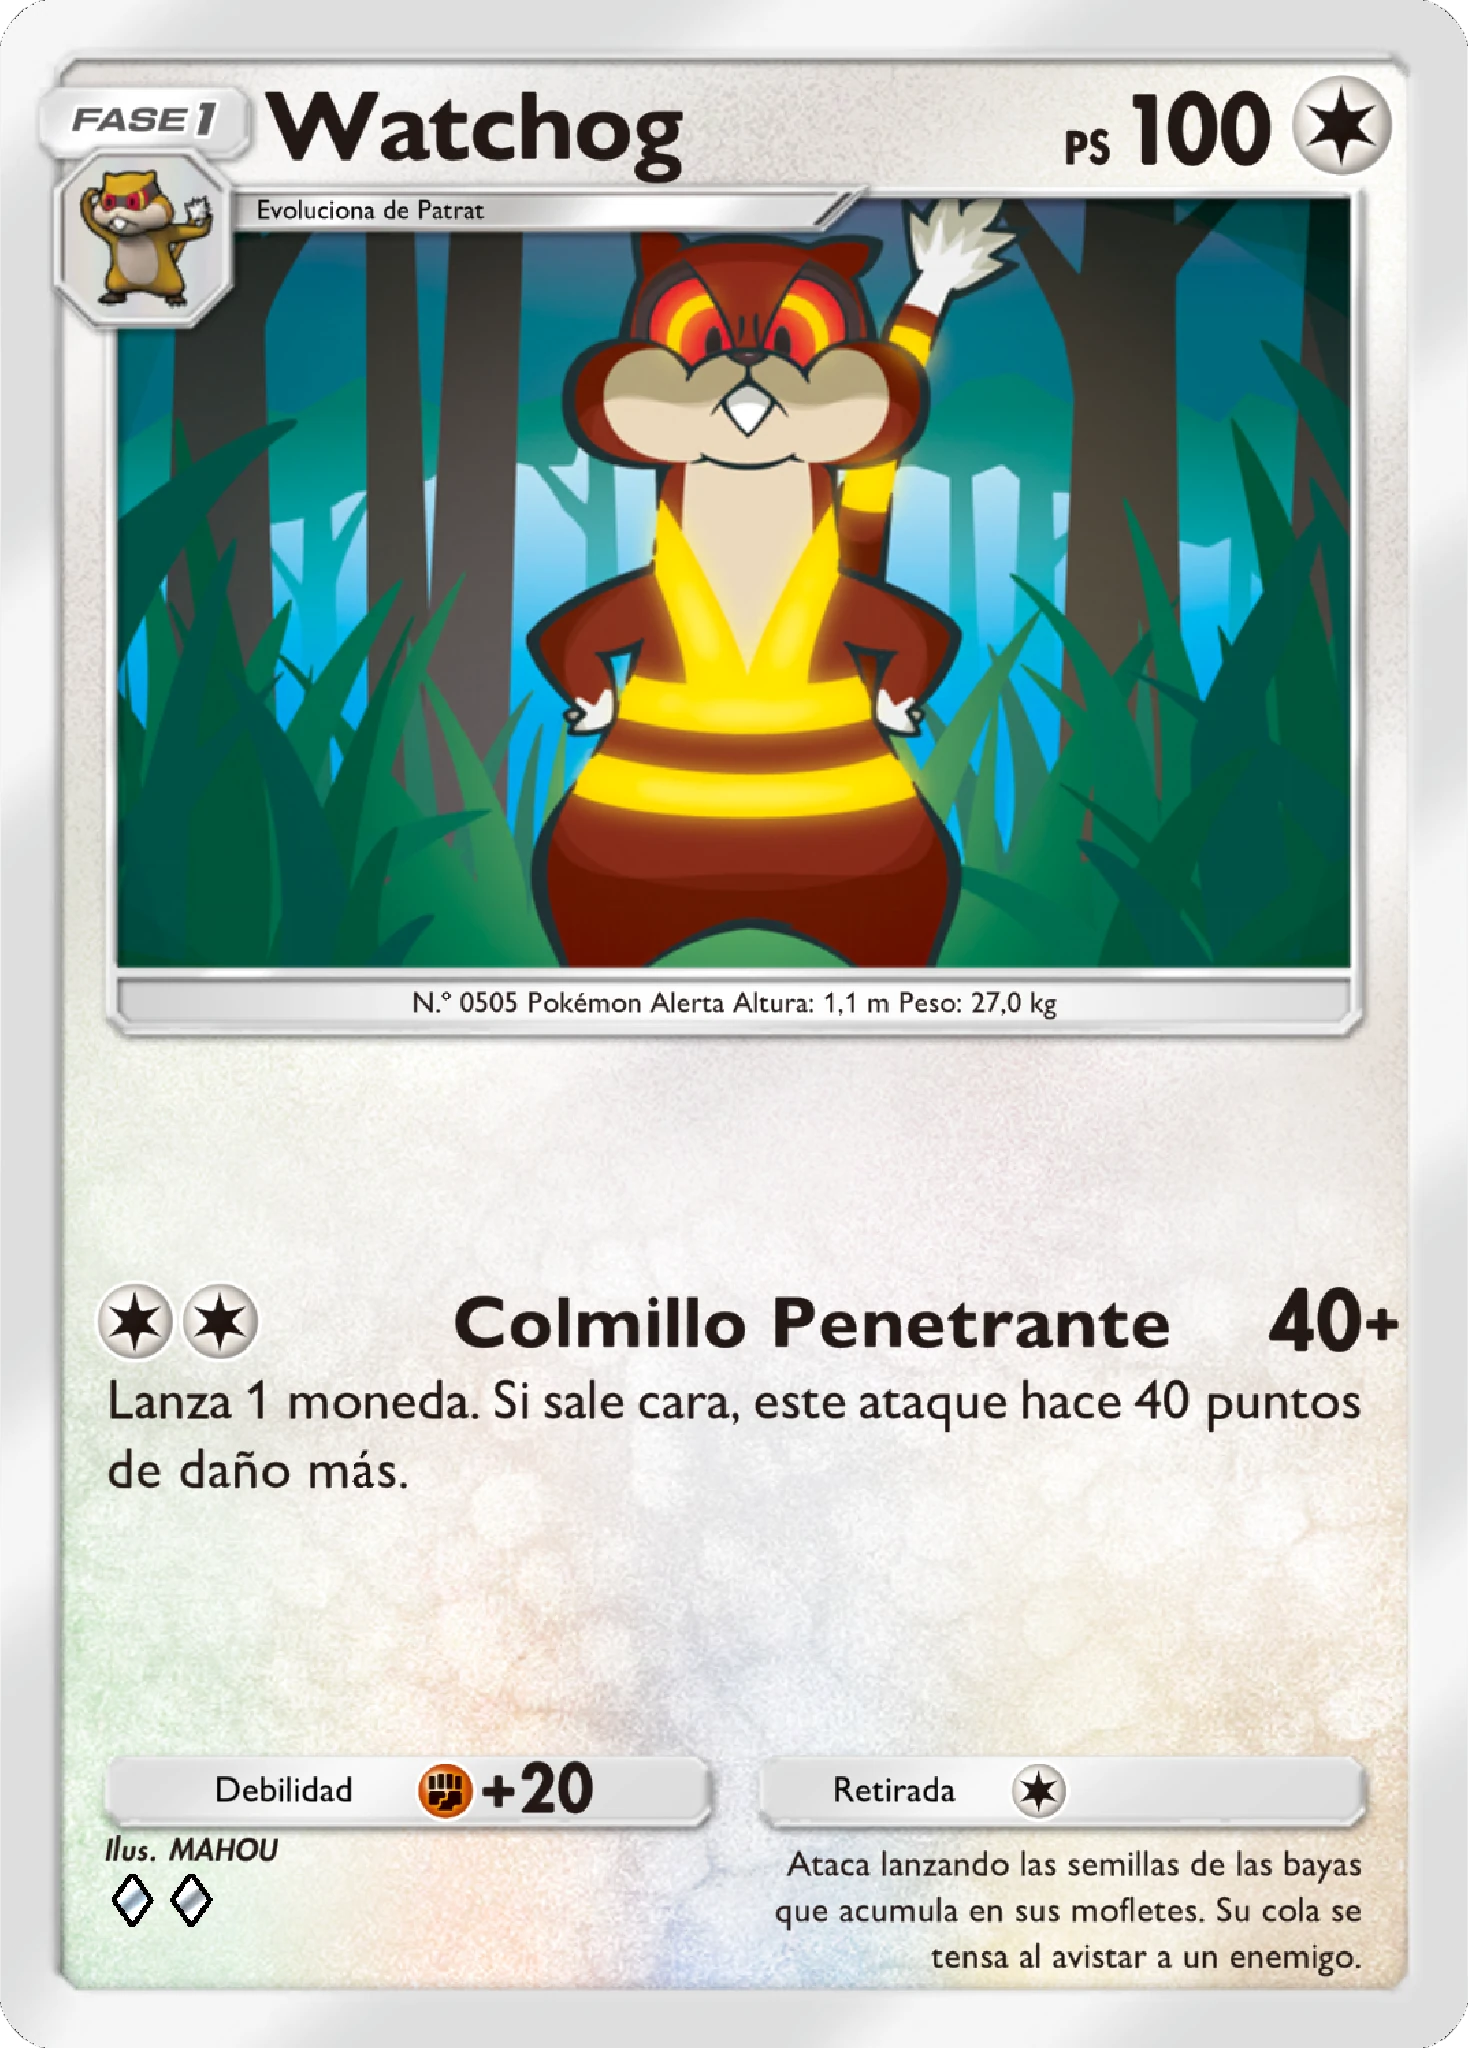 FASE 1
Watchog
PS 100
Evoluciona de Patrat
N.º 0505 Pokémon Alerta Altura: 1,1 m Peso: 27,0 kg
Colmillo Penetrante 40+
Lanza 1 moneda. Si sale cara, este ataque hace 40 puntos
de daño más.
Debilidad +20
Retirada
Ilus. MAHOU
Ataca lanzando las semillas de las bayas
que acumula en sus mofletes. Su cola se
tensa al avistar a un enemigo.